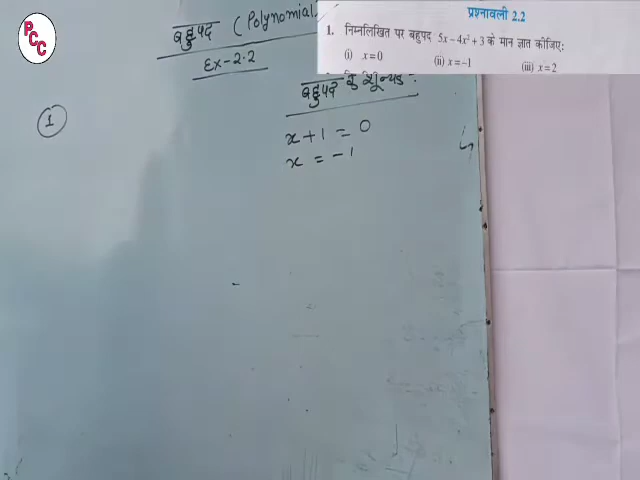 PCC
बहुपद (Polynomial)
Ex-2.2
प्रश्नावली 2.2
1. निम्नलिखित पर बहुपद 5x – 4x² + 3 के मान ज्ञात कीजिए:
(i) x = 0 (ii) x = –1 (iii) x = 2
बहुपद के शून्यक :
1
x + 1 = 0
x = -1